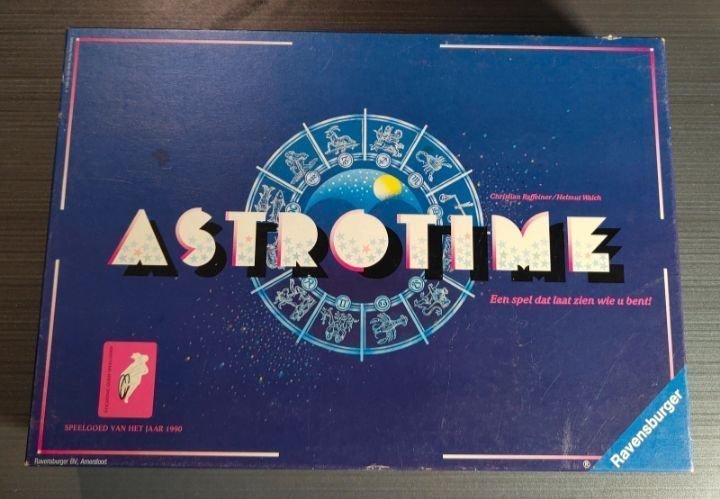 Christian Raffeiner/Helmut Walch
ASTROTIME
Een spel dat laat zien wie u bent!
SPEELGOED VAN HET JAAR 1990
Ravensburger BV, Amersfoort
®
Ravensburger